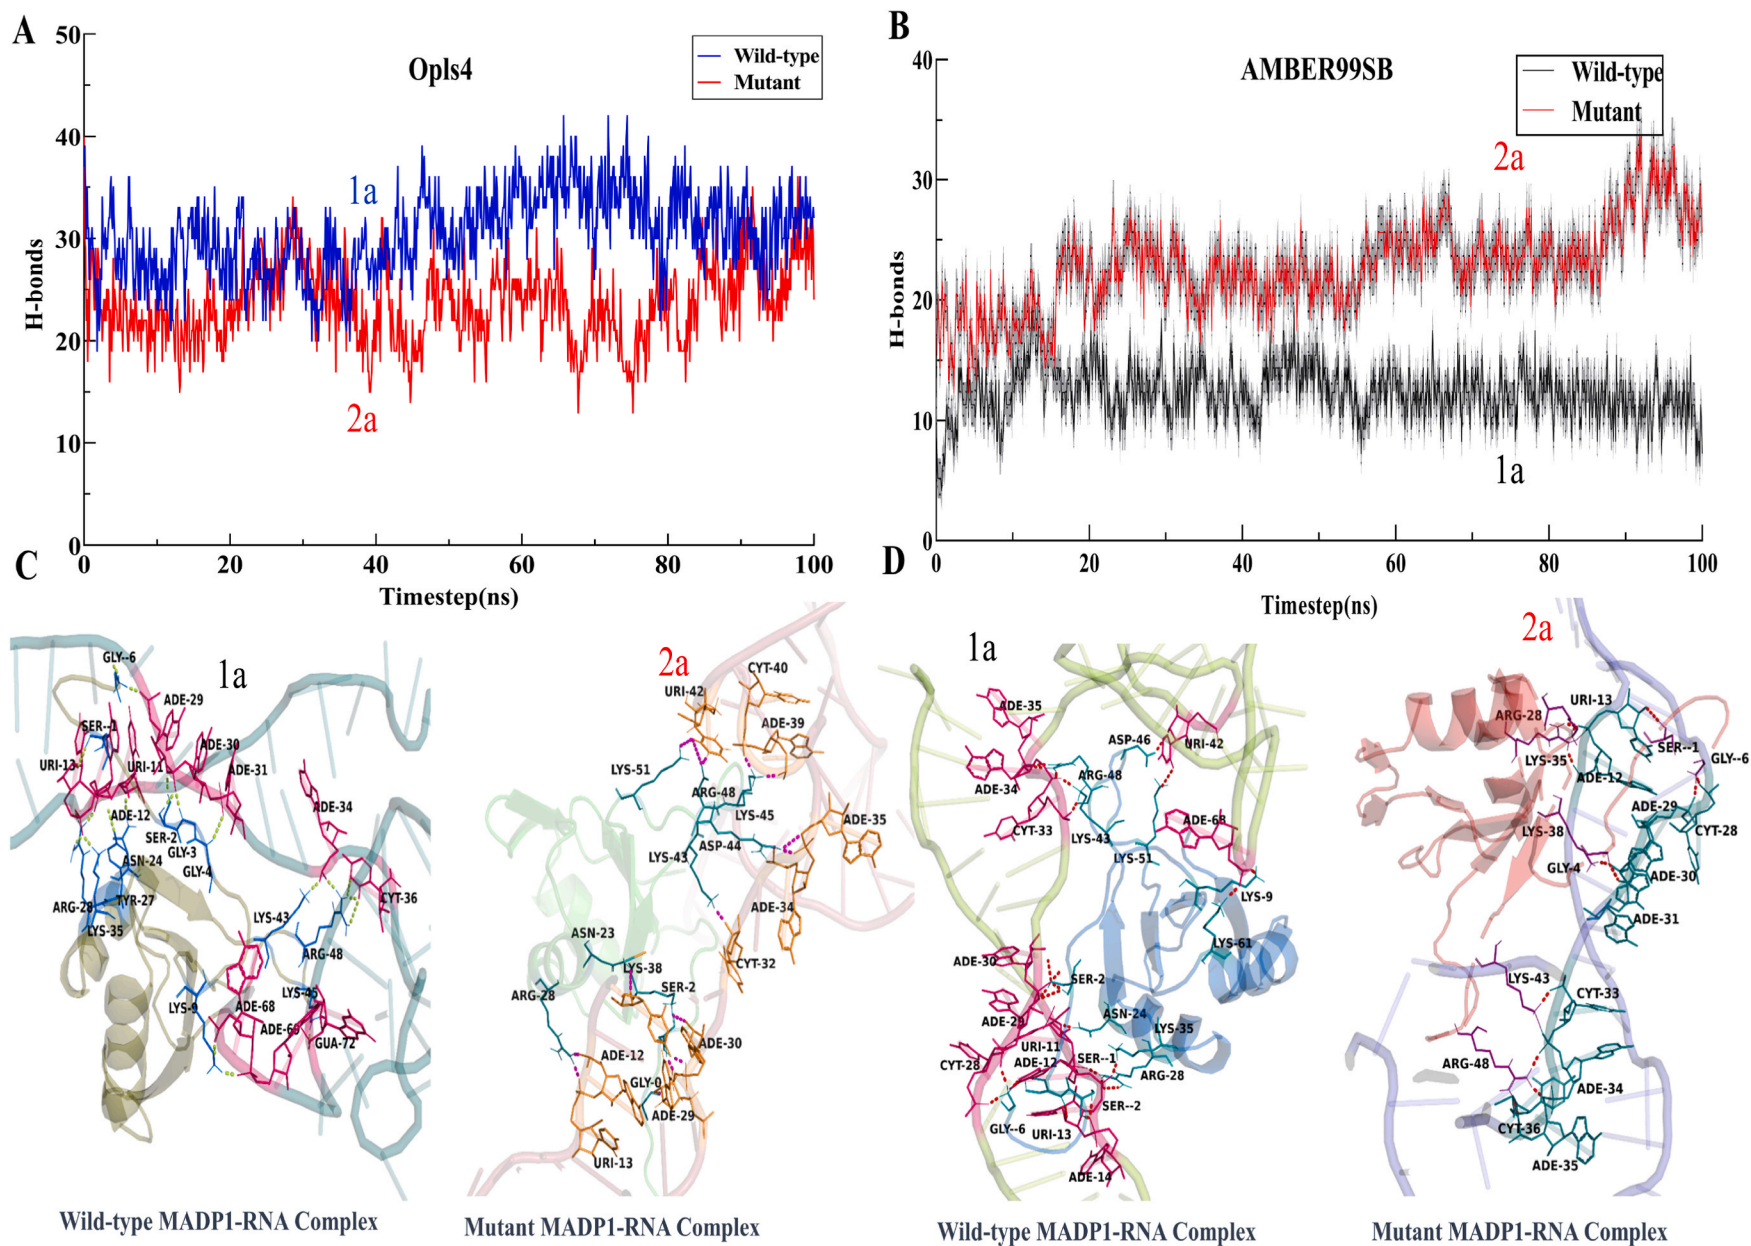 A
Opls4
Wild-type
Mutant
1a
2a
H-bonds
50
40
30
20
10
0
0 20 40 60 80 100
Timestep(ns)
B
AMBER99SB
Wild-type
Mutant
2a
1a
H-bonds
40
30
20
10
0
0 20 40 60 80 100
Timestep(ns)
C
1a
GLY--6
ADE-29
SER--1
ADE-30
URI-13
URI-11
ADE-31
ADE-34
ADE-12
SER-2
ASN-24
GLY-3
GLY-4
TYR-27
ARG-28
LYS-35
CYT-36
LYS-43
ARG-48
LYS-9
LYS-45
ADE-68
ADE-69
GUA-72
Wild-type MADP1-RNA Complex
2a
CYT-40
URI-42
ADE-39
LYS-51
ARG-48
LYS-45
ADE-35
ASP-44
LYS-43
ADE-34
ASN-23
CYT-32
LYS-38
SER-2
ARG-28
ADE-30
ADE-12
GLY-0
ADE-29
URI-13
Mutant MADP1-RNA Complex
D
1a
ADE-35
ASP-46
URI-42
ARG-48
ADE-34
CYT-33
LYS-43
ADE-68
LYS-51
LYS-9
LYS-61
ADE-30
SER-2
ASN-24
ADE-29
LYS-35
URI-11
SER--1
CYT-28
ADE-12
ARG-28
SER--2
GLY--6
URI-13
ADE-14
Wild-type MADP1-RNA Complex
2a
URI-13
ARG-28
SER--1
LYS-35
GLY--6
ADE-12
ADE-29
LYS-38
CYT-28
GLY-4
ADE-30
ADE-31
LYS-43
CYT-33
ARG-48
ADE-34
CYT-36
ADE-35
Mutant MADP1-RNA Complex